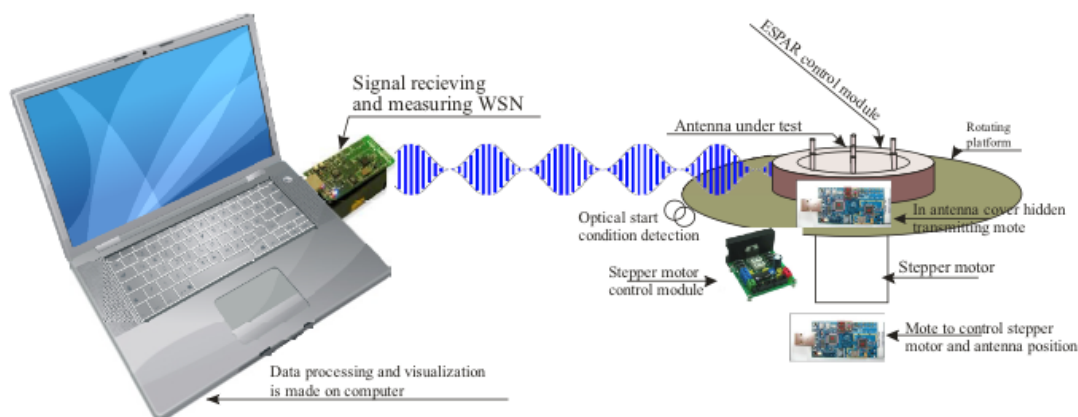 Signal recieving
and measuring WSN
ESPAR control module
Antenna under test
Rotating
platform
Optical start
condition detection
In antenna cover hidden
transmitting mote
Stepper motor
control module
Stepper motor
Mote to control stepper
motor and antenna position
Data processing and visualization
is made on computer